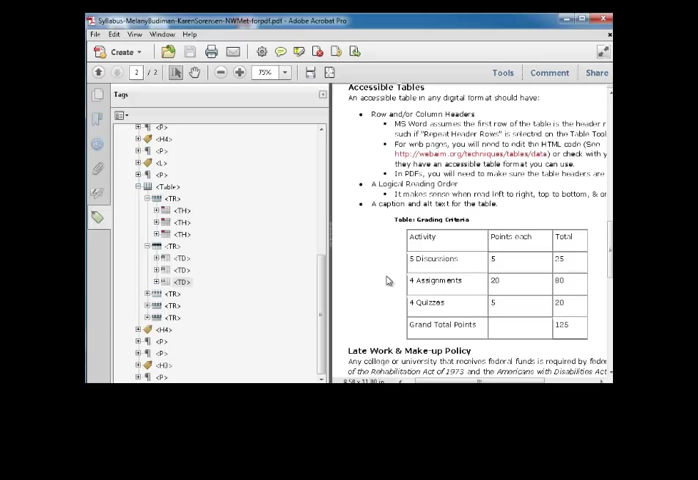 Syllabus-MelanyBudiman-KarenSorensen-NWMet-forpdf.pdf - Adobe Acrobat Pro
File Edit View Window Help
Create
2 / 2 75% Tools Comment Share
Tags
<P>
<H4>
<P>
<L>
<P>
<Table>
<TR>
<TH>
<TH>
<TH>
<TR>
<TD>
<TD>
<TD>
<TR>
<TR>
<TR>
<H4>
<P>
<P>
<H3>
<P>
Accessible Tables
An accessible table in any digital format should have:
Row and/or Column Headers
MS Word assumes the first row of the table is the header r
such if "Repeat Header Rows" is selected on the Table Tool
For web pages, you will need to edit the HTML code (See
http://webaim.org/techniques/tables/data) or check with y
they have an accessible table format you can use.
In PDFs, you will need to make sure the table headers are
A Logical Reading Order
It makes sense when read left to right, top to bottom, & or
A caption and alt text for the table.
Table: Grading Criteria
Activity Points each Total
5 Discussions 5 25
4 Assignments 20 80
4 Quizzes 5 20
Grand Total Points 125
Late Work & Make-up Policy
Any college or university that receives federal funds is required by feder
of the Rehabilitation Act of 1973 and the Americans with Disabilities Act
8.50 x 11.00 in